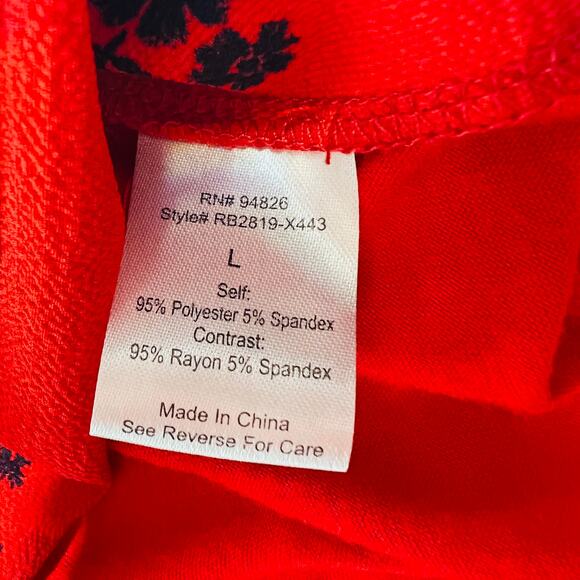 RN# 94826
Style# RB2819-X443
L
Self:
95% Polyester 5% Spandex
Contrast:
95% Rayon 5% Spandex
Made In China
See Reverse For Care